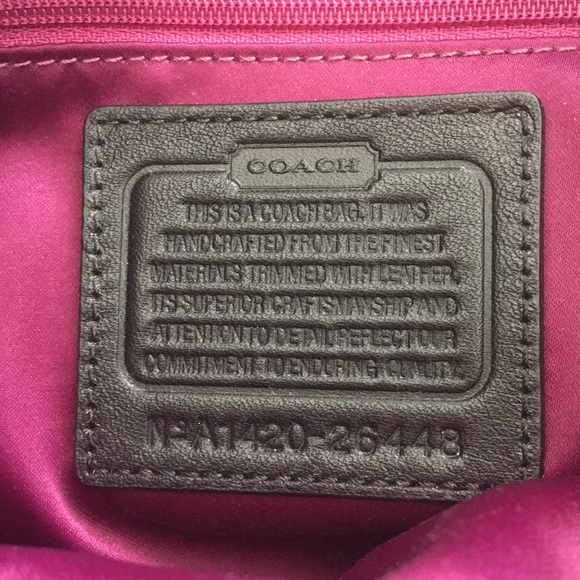 COACH
THIS IS A COACH BAG. IT WAS
HANDCRAFTED FROM THE FINEST
MATERIALS TRIMMED WITH LEATHER.
ITS SUPERIOR CRAFTSMANSHIP AND
ATTENTION TO DETAIL REFLECT OUR
COMMITMENT TO ENDURING QUALITY.
Nº A1420-26448